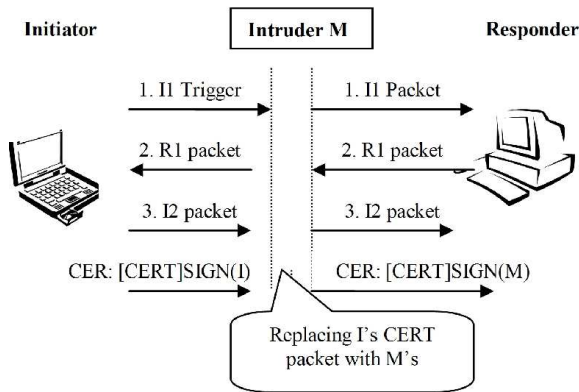 Initiator
Intruder M
Responder
1. I1 Trigger
1. I1 Packet
2. R1 packet
2. R1 packet
3. I2 packet
3. I2 packet
CER: [CERT]SIGN(I)
CER: [CERT]SIGN(M)
Replacing I's CERT
packet with M's